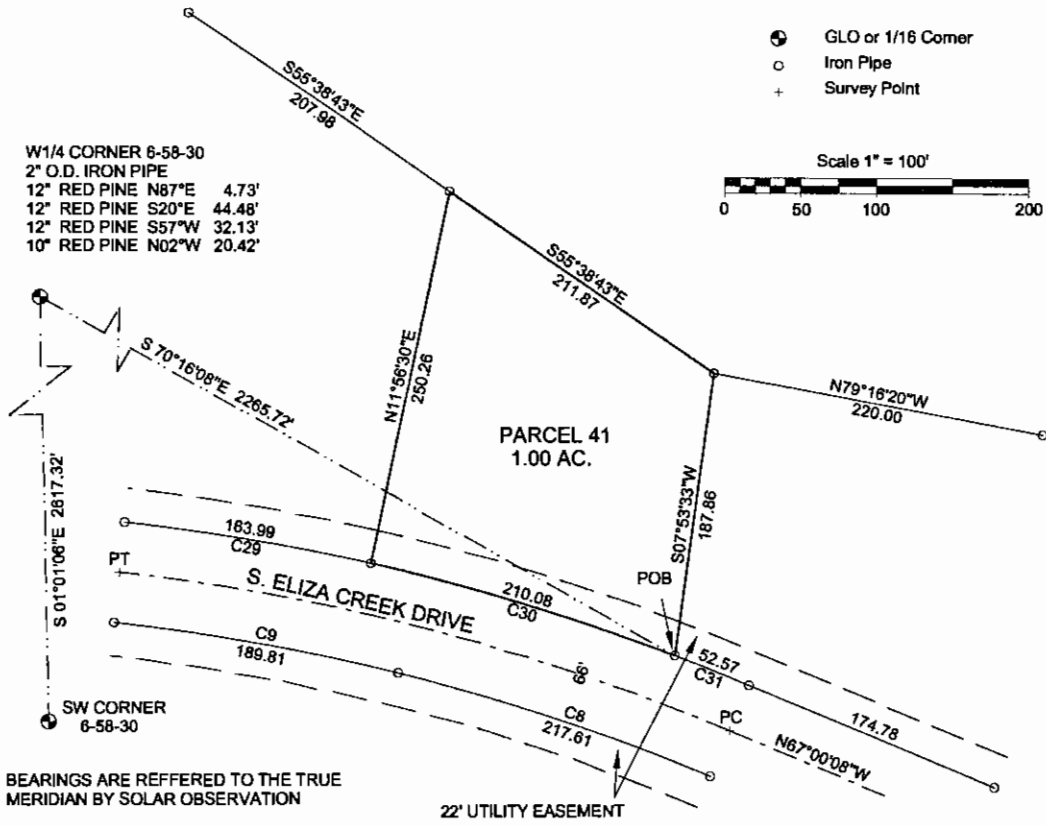 GLO or 1/16 Corner
Iron Pipe
Survey Point
Scale 1" = 100'
0 50 100 200
S55°38'43"E
207.98
W1/4 CORNER 6-58-30
2" O.D. IRON PIPE
12" RED PINE N87°E 4.73'
12" RED PINE S20°E 44.48'
12" RED PINE S57°W 32.13'
10" RED PINE N02°W 20.42'
S55°38'43"E
211.87
S 70°16'08"E 2265.72'
N11°56'30"E
250.26
N79°16'20"W
220.00
PARCEL 41
1.00 AC.
S07°53'33"W
187.86
S 01°01'06"E 2617.32'
163.99
C29
PT
S. ELIZA CREEK DRIVE
210.08
C30
POB
C9
189.81
66'
52.57
C31
174.78
SW CORNER
6-58-30
C8
217.61
PC
N67°00'08"W
BEARINGS ARE REFFERED TO THE TRUE
MERIDIAN BY SOLAR OBSERVATION
22' UTILITY EASEMENT